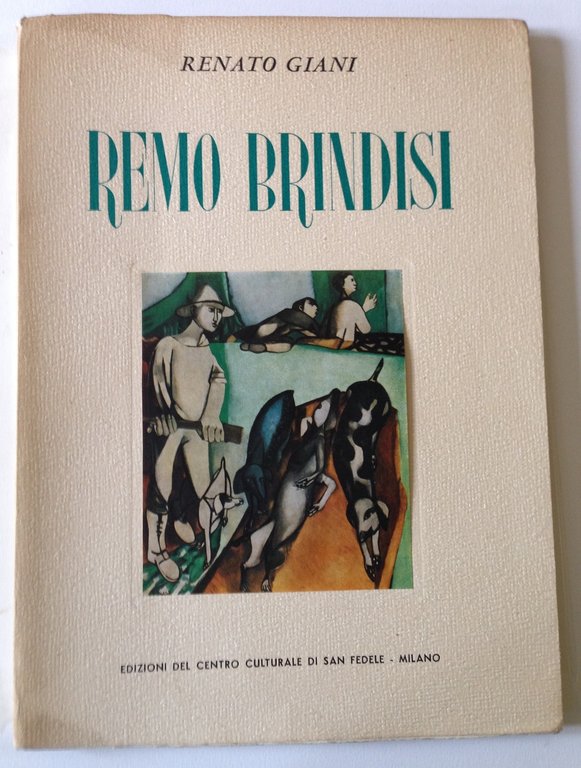 RENATO GIANI
REMO BRINDISI
EDIZIONI DEL CENTRO CULTURALE DI SAN FEDELE - MILANO